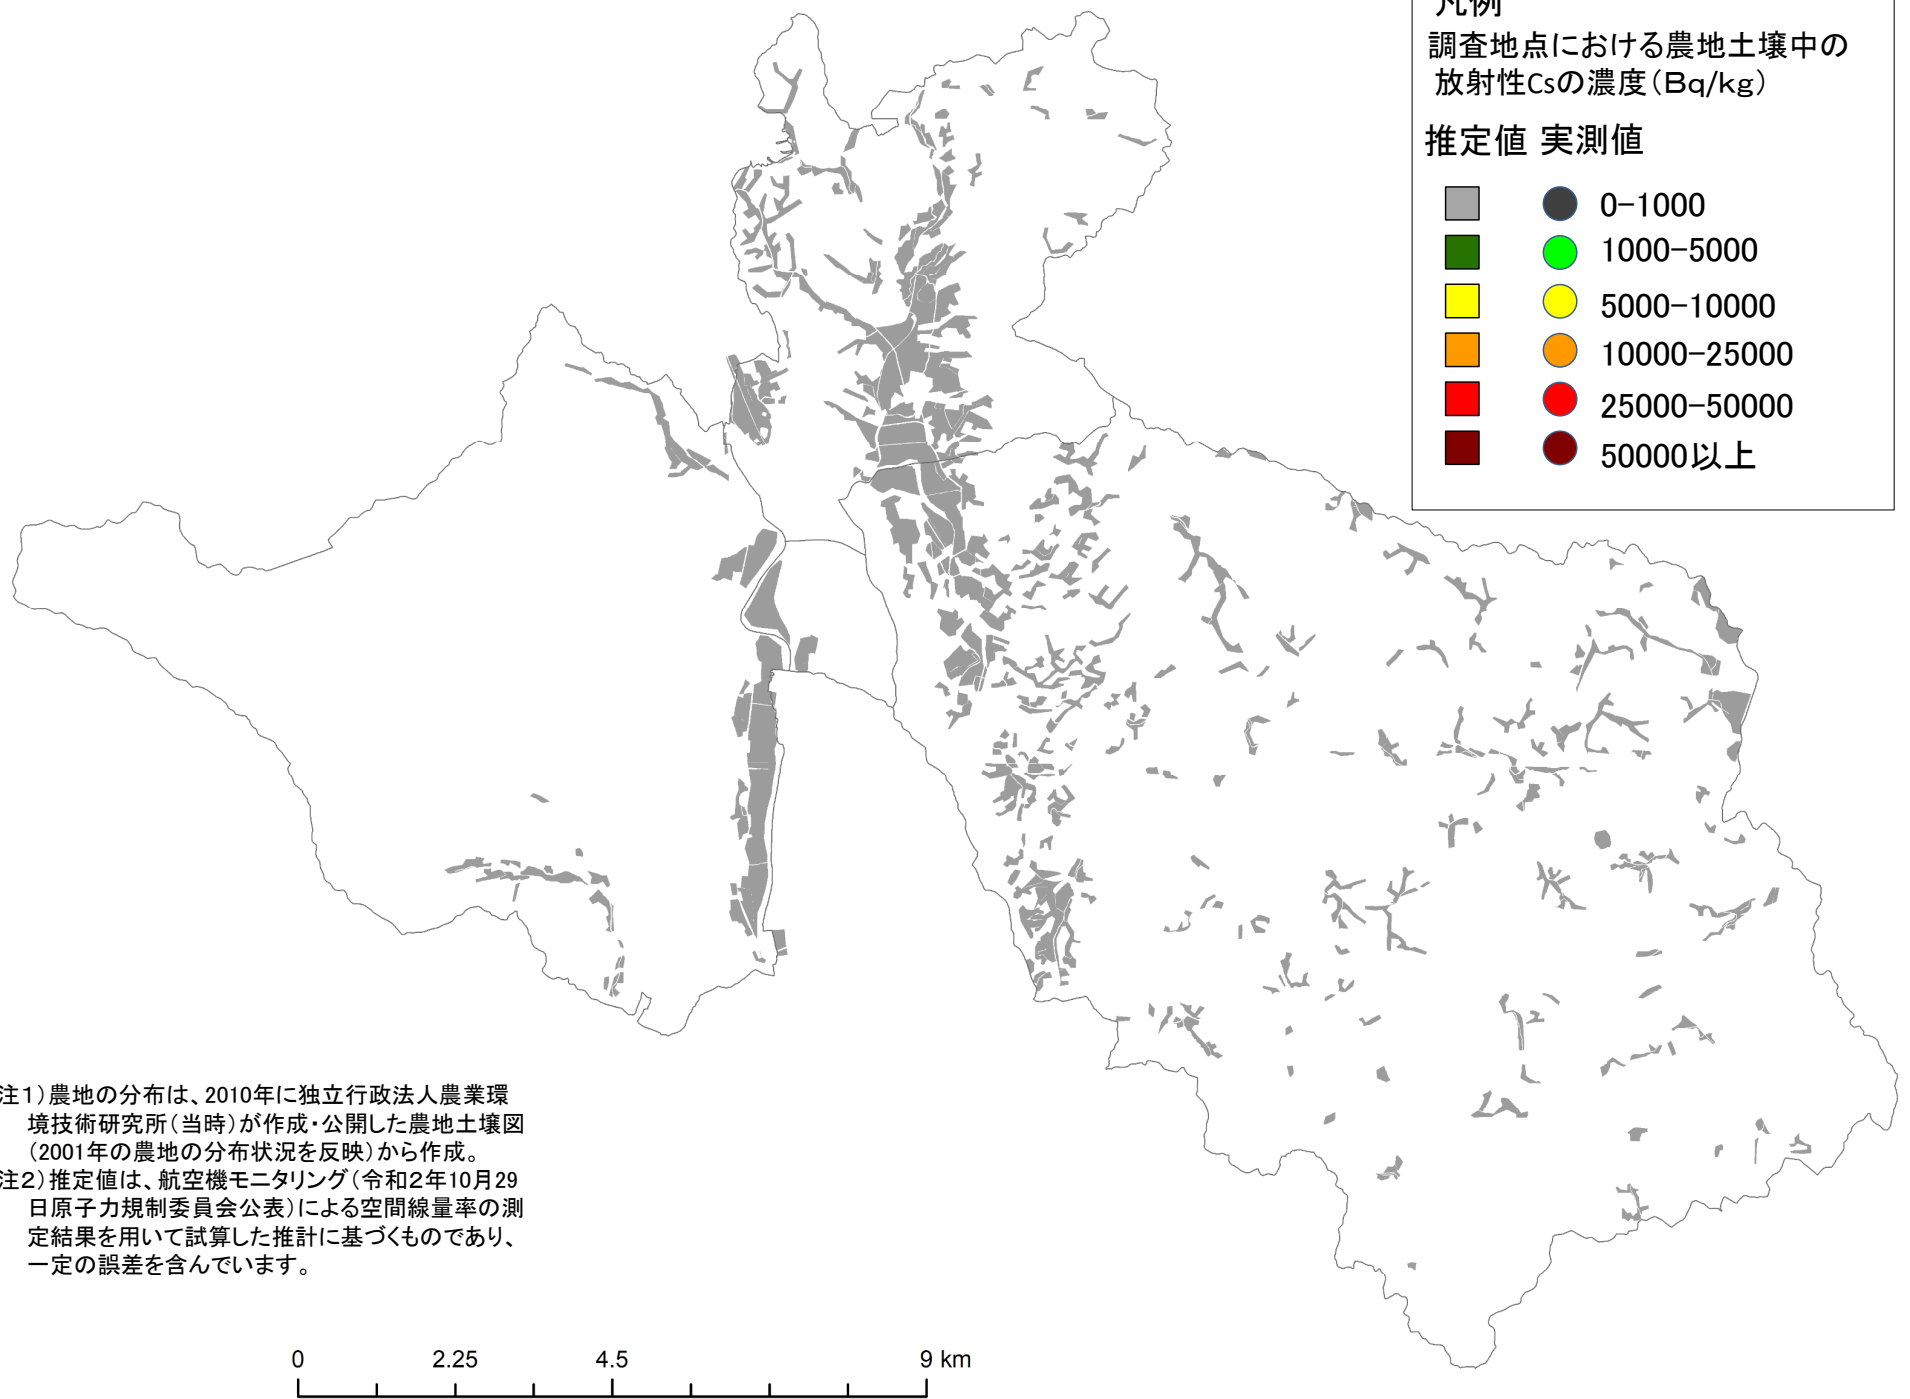 凡例
調査地点における農地土壌中の
放射性Csの濃度(Bq/kg)
推定値 実測値
0-1000
1000-5000
5000-10000
10000-25000
25000-50000
50000以上
注1)農地の分布は、2010年に独立行政法人農業環
境技術研究所(当時)が作成・公開した農地土壌図
(2001年の農地の分布状況を反映)から作成。
注2)推定値は、航空機モニタリング(令和2年10月29
日原子力規制委員会公表)による空間線量率の測
定結果を用いて試算した推計に基づくものであり、
一定の誤差を含んでいます。
0 2.25 4.5 9 km